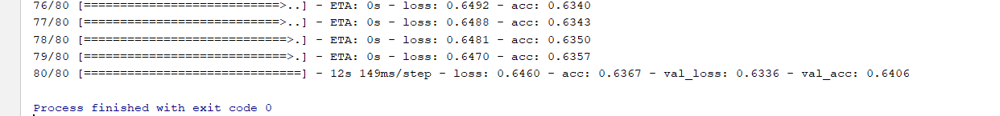 76/80 [===========================>..] - ETA: 0s - loss: 0.6492 - acc: 0.6340
77/80 [===========================>..] - ETA: 0s - loss: 0.6488 - acc: 0.6343
78/80 [============================>.] - ETA: 0s - loss: 0.6481 - acc: 0.6350
79/80 [============================>.] - ETA: 0s - loss: 0.6470 - acc: 0.6357
80/80 [==============================] - 12s 149ms/step - loss: 0.6460 - acc: 0.6367 - val_loss: 0.6336 - val_acc: 0.6406
Process finished with exit code 0